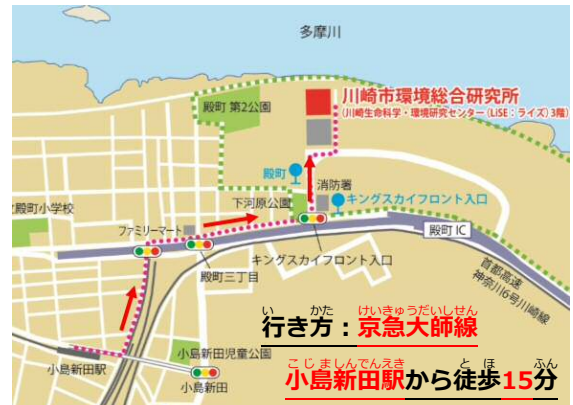 多摩川
川崎市環境総合研究所
(川崎生命科学・環境研究センター(LiSE：ライズ)3階)
殿町 第2公園
殿町
消防署
キングスカイフロント入口
下河原公園
殿町小学校
ファミリーマート
殿町 IC
殿町三丁目
キングスカイフロント入口
首都高速
神奈川6号川崎線
い かた けいきゅうだいしせん
行き方：京急大師線
小島新田児童公園
小島新田駅
小島新田
こじましんでんえき とほ ふん
小島新田駅から徒歩15分